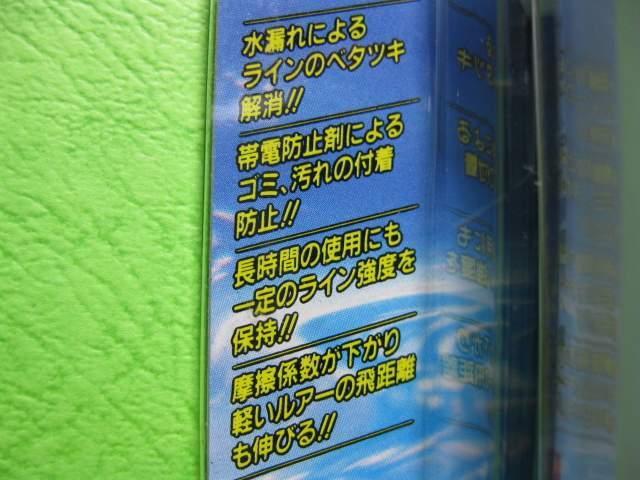 水漏れによる
ラインのベタツキ
解消!!
帯電防止剤による
ゴミ、汚れの付着
防止!!
長時間の使用にも
一定のライン強度を
保持!!
摩擦係数が下がり
軽いルアーの飛距離
も伸びる!!